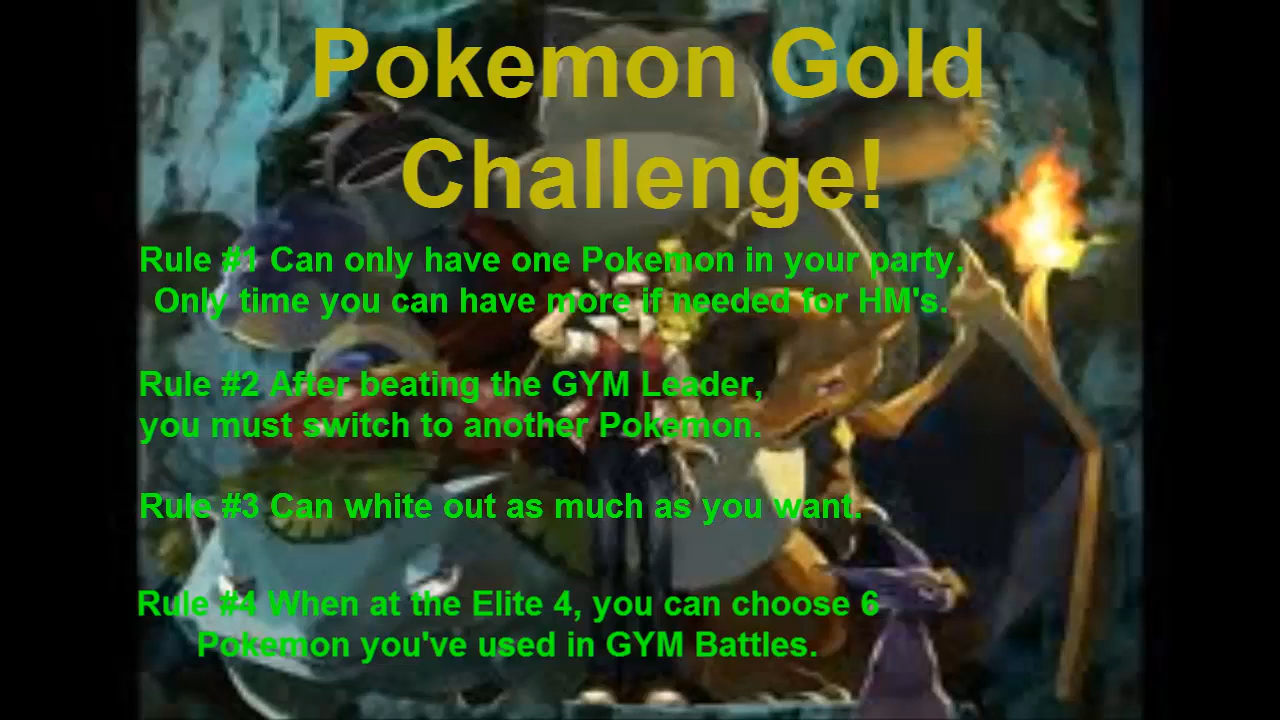 Pokemon Gold
Challenge!
Rule #1 Can only have one Pokemon in your party.
Only time you can have more if needed for HM's.
Rule #2 After beating the GYM Leader,
you must switch to another Pokemon.
Rule #3 Can white out as much as you want.
Rule #4 When at the Elite 4, you can choose 6
Pokemon you've used in GYM Battles.